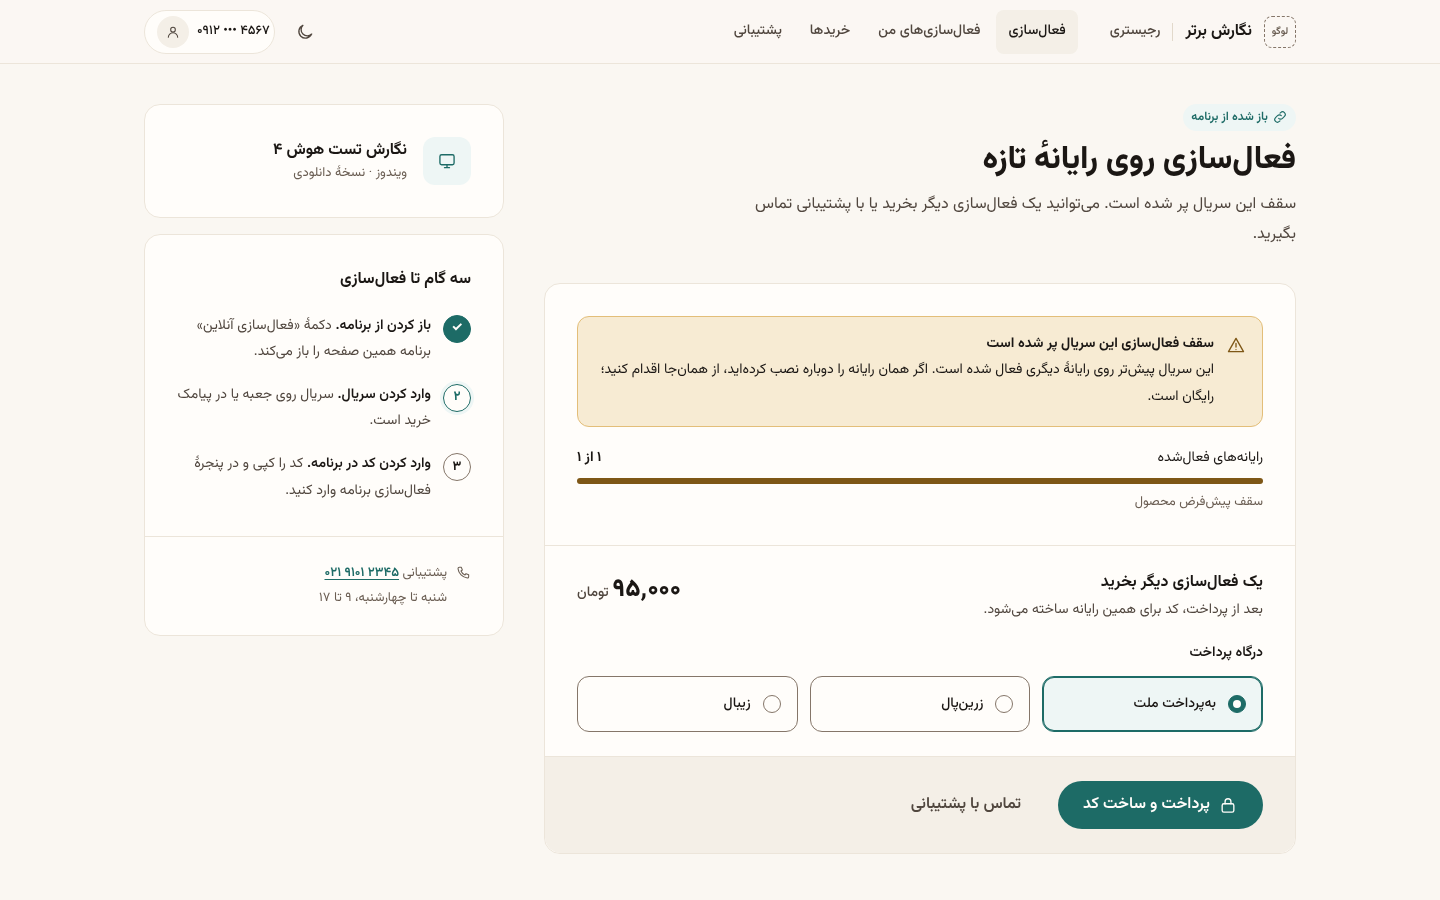 لوگو
نگارش برتر
رجیستری
فعال‌سازی
فعال‌سازی‌های من
خریدها
پشتیبانی
۰۹۱۲ ••• ۴۵۶۷
باز شده از برنامه
فعال‌سازی روی رایانهٔ تازه
سقف این سریال پر شده است. می‌توانید یک فعال‌سازی دیگر بخرید یا با پشتیبانی تماس
بگیرید.
سقف فعال‌سازی این سریال پر شده است
این سریال پیش‌تر روی رایانهٔ دیگری فعال شده است. اگر همان رایانه را دوباره نصب کرده‌اید، از همان‌جا اقدام کنید؛
رایگان است.
رایانه‌های فعال‌شده
۱ از ۱
سقف پیش‌فرض محصول
یک فعال‌سازی دیگر بخرید
۹۵,۰۰۰ تومان
بعد از پرداخت، کد برای همین رایانه ساخته می‌شود.
درگاه پرداخت
به‌پرداخت ملت
زرین‌پال
زیبال
پرداخت و ساخت کد
تماس با پشتیبانی
نگارش تست هوش ۴
ویندوز · نسخهٔ دانلودی
سه گام تا فعال‌سازی
باز کردن از برنامه. دکمهٔ «فعال‌سازی آنلاین»
برنامه همین صفحه را باز می‌کند.
۲
وارد کردن سریال. سریال روی جعبه یا در پیامک
خرید است.
۳
وارد کردن کد در برنامه. کد را کپی و در پنجرهٔ
فعال‌سازی برنامه وارد کنید.
پشتیبانی ۰۲۱ ۹۱۰۱ ۲۳۴۵
شنبه تا چهارشنبه، ۹ تا ۱۷